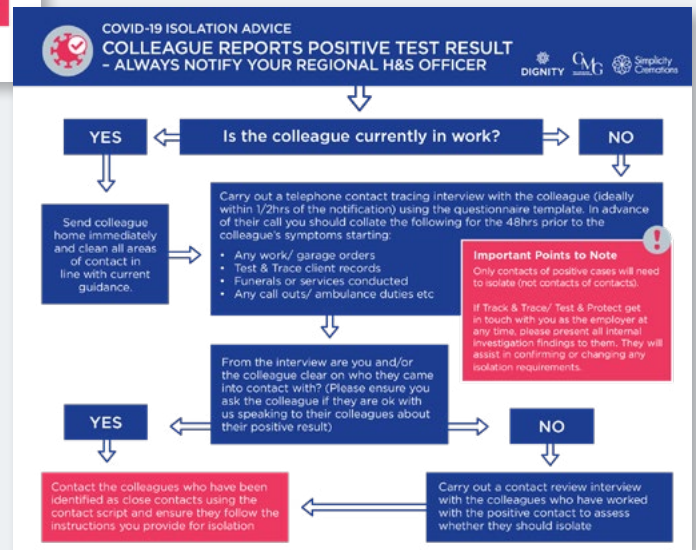 COVID-19 ISOLATION ADVICE
COLLEAGUE REPORTS POSITIVE TEST RESULT
– ALWAYS NOTIFY YOUR REGIONAL H&S OFFICER
DIGNITY
CMG
Simplicity
Cremations
YES
Is the colleague currently in work?
NO
Send colleague
home immediately
and clean all areas
of contact in
line with current
guidance.
Carry out a telephone contact tracing interview with the colleague (ideally
within 1/2hrs of the notification) using the questionnaire template. In advance
of their call you should collate the following for the 48hrs prior to the
colleague's symptoms starting:
• Any work/ garage orders
• Test & Trace client records
• Funerals or services conducted
• Any call outs/ ambulance duties etc
!
Important Points to Note
Only contacts of positive cases will need
to isolate (not contacts of contacts).
If Track & Trace/ Test & Protect get
in touch with you as the employer at
any time, please present all internal
investigation findings to them. They will
assist in confirming or changing any
isolation requirements.
From the interview are you and/or
the colleague clear on who they came
into contact with? (Please ensure you
ask the colleague if they are ok with
us speaking to their colleagues about
their positive result)
YES
NO
Contact the colleagues who have been
identified as close contacts using the
contact script and ensure they follow the
instructions you provide for isolation
Carry out a contact review interview
with the colleagues who have worked
with the positive contact to assess
whether they should isolate